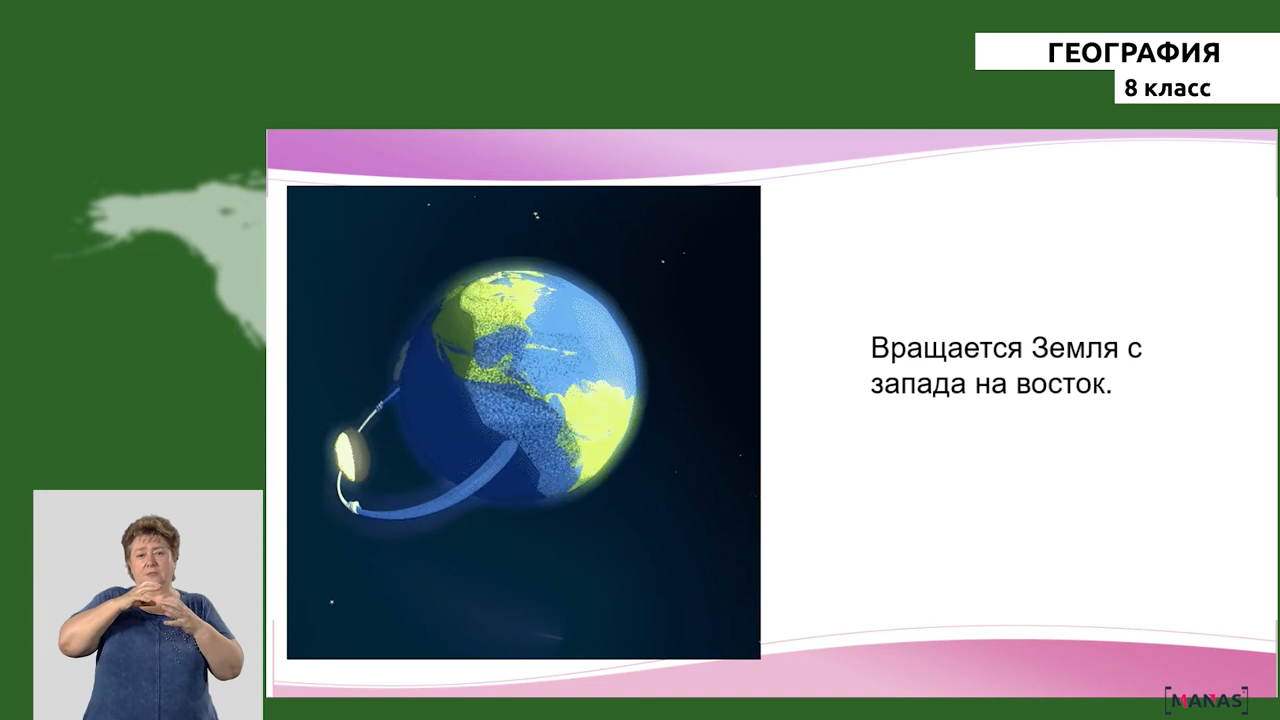 ГЕОГРАФИЯ
8 класс
Вращается Земля с
запада на восток.
[MANAS]